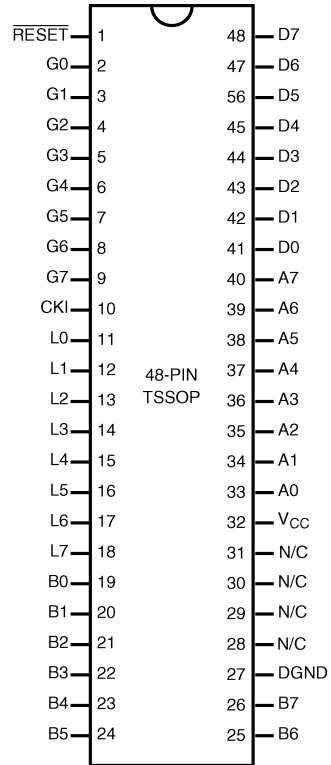 RESET 1 48 D7
G0 2 47 D6
G1 3 56 D5
G2 4 45 D4
G3 5 44 D3
G4 6 43 D2
G5 7 42 D1
G6 8 41 D0
G7 9 40 A7
CKI 10 39 A6
L0 11 38 A5
L1 12 37 A4
48-PIN
L2 13 36 A3
TSSOP
L3 14 35 A2
L4 15 34 A1
L5 16 33 A0
L6 17 32 VCC
L7 18 31 N/C
B0 19 30 N/C
B1 20 29 N/C
B2 21 28 N/C
B3 22 27 DGND
B4 23 26 B7
B5 24 25 B6